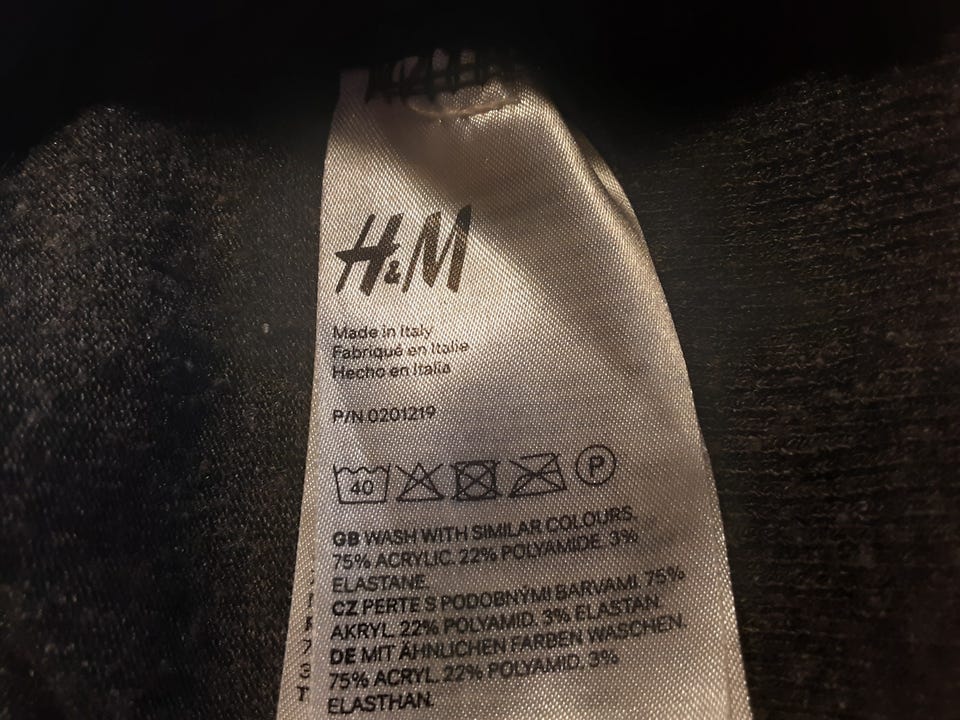 H&M
Made in Italy
Fabriqué en Italie
Hecho en Italia
P/N 0201219
40
P
GB WASH WITH SIMILAR COLOURS.
75% ACRYLIC. 22% POLYAMIDE. 3%
ELASTANE.
CZ PERTE S PODOBNÝMI BARVAMI. 75%
AKRYL. 22% POLYAMID. 3% ELASTAN.
DE MIT ÄHNLICHEN FARBEN WASCHEN.
75% ACRYL. 22% POLYAMID. 3%
ELASTHAN.